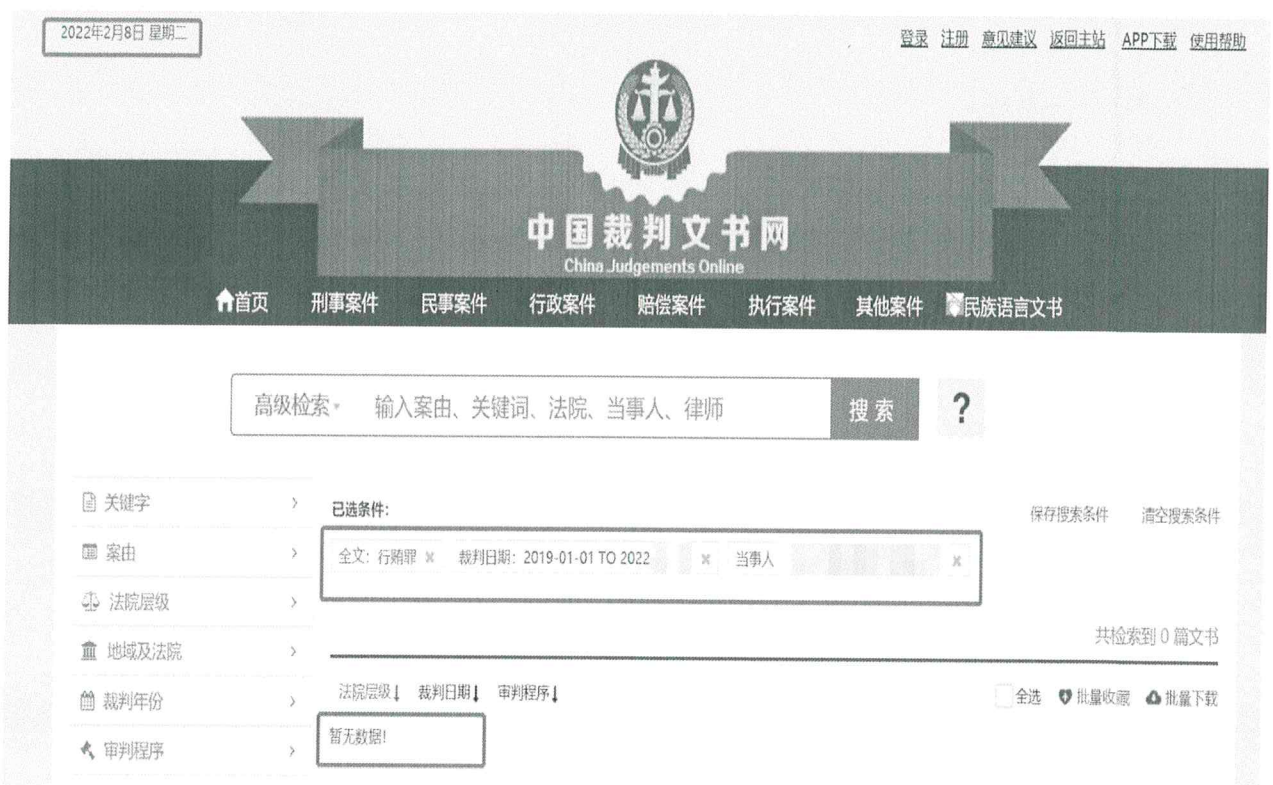 2022年2月8日 星期二
登录 注册 意见建议 返回主站 APP下载 使用帮助
中国裁判文书网
China Judgements Online
首页 刑事案件 民事案件 行政案件 赔偿案件 执行案件 其他案件 民族语言文书
高级检索 输入案由、关键词、法院、当事人、律师 搜索 ?
关键字
案由
法院层级
地域及法院
裁判年份
审判程序
已选条件:
保存搜索条件 清空搜索条件
全文: 行贿罪 × 裁判日期: 2019-01-01 TO 2022 × 当事人 ×
共检索到 0 篇文书
法院层级↓ 裁判日期↓ 审判程序↓
全选 批量收藏 批量下载
暂无数据!